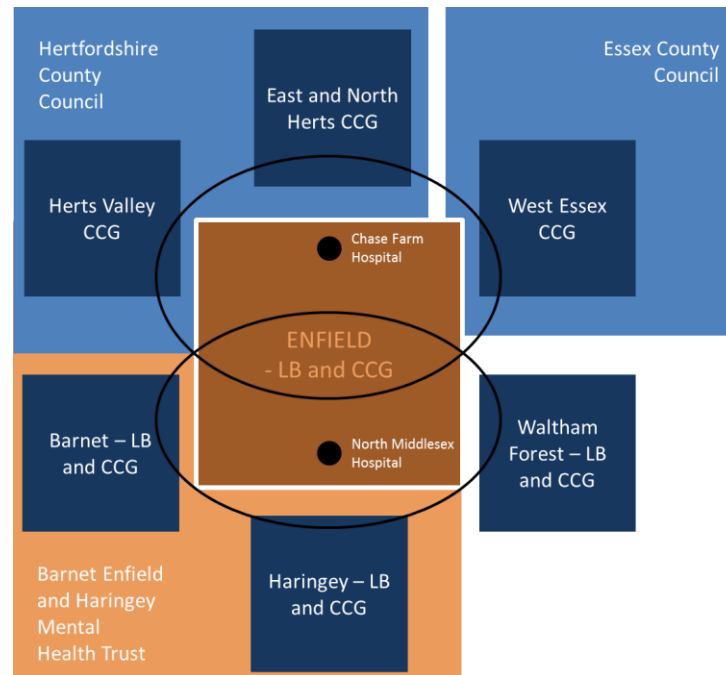 Hertfordshire
County
Council
Essex County
Council
East and North
Herts CCG
Herts Valley
CCG
West Essex
CCG
Chase Farm
Hospital
ENFIELD
- LB and CCG
North Middlesex
Hospital
Barnet – LB
and CCG
Waltham
Forest – LB
and CCG
Barnet Enfield
and Haringey
Mental
Health Trust
Haringey – LB
and CCG